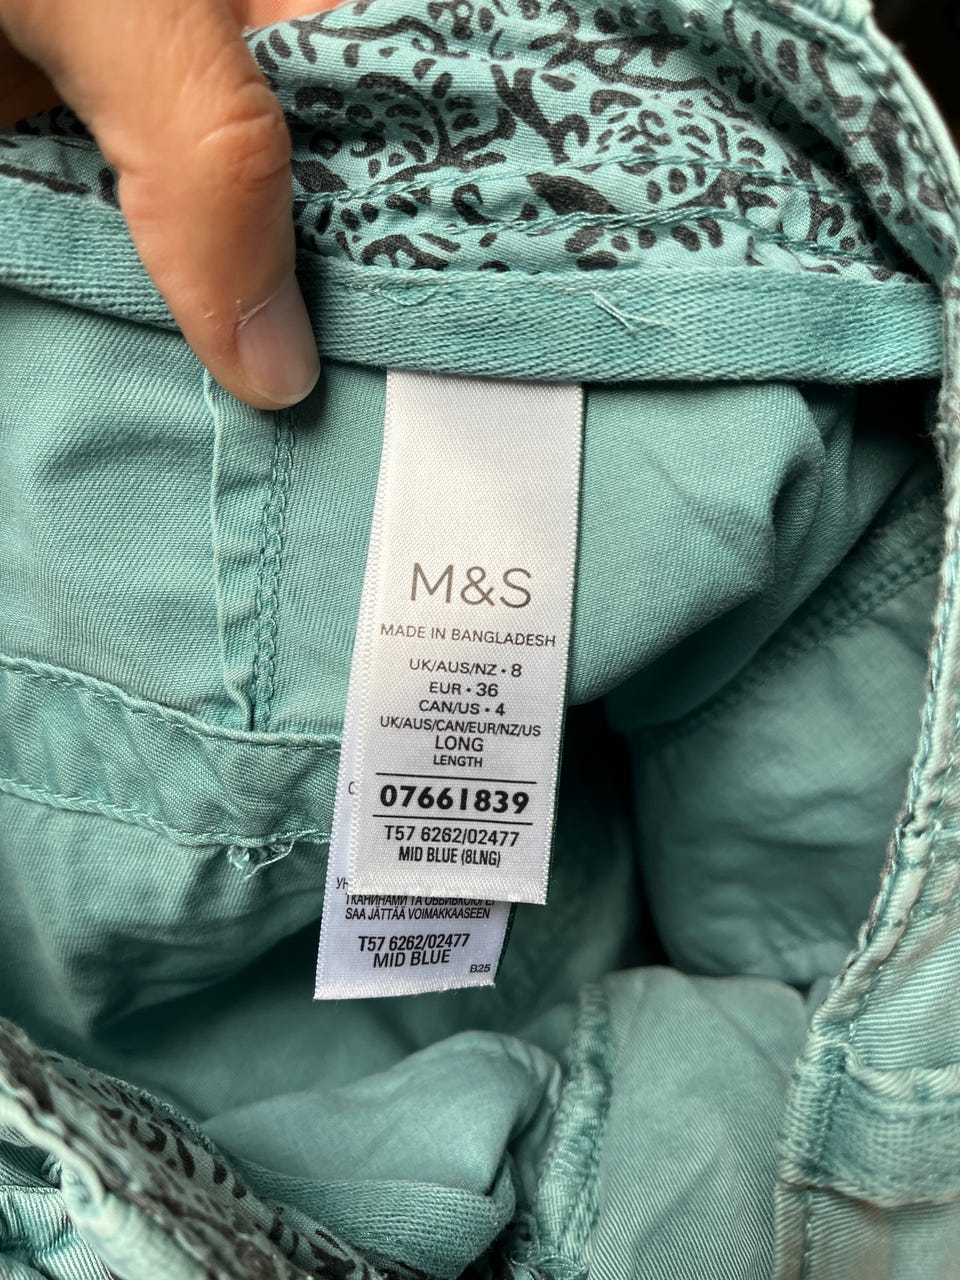 M&S
MADE IN BANGLADESH
UK/AUS/NZ • 8
EUR • 36
CAN/US • 4
UK/AUS/CAN/EUR/NZ/US
LONG
LENGTH
07661839
T57 6262/02477
MID BLUE (8LNG)
SAA JÄTTÄÄ VOIMAKKAASEEN
T57 6262/02477
MID BLUE
B25